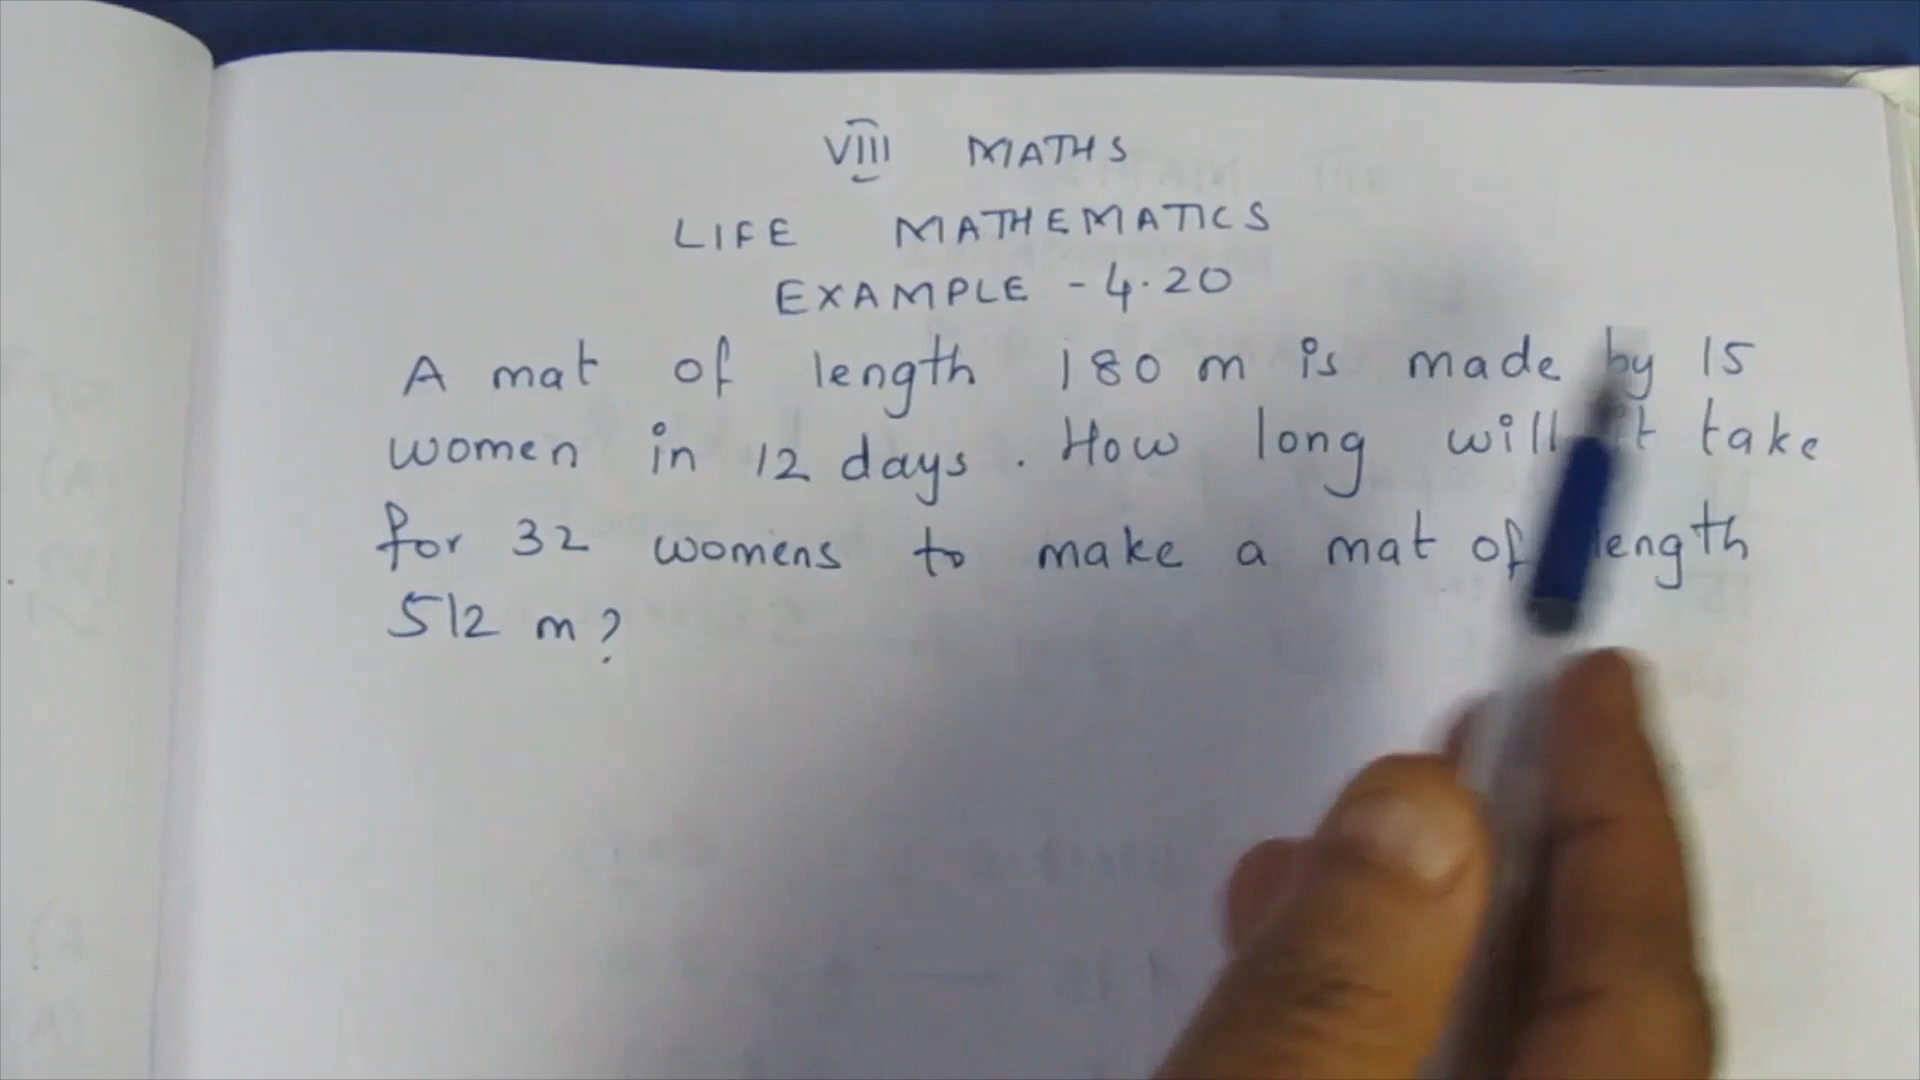 VIII MATHS
LIFE MATHEMATICS
EXAMPLE - 4.20
A mat of length 180 m is made by 15
women in 12 days. How long will it take
for 32 womens to make a mat of length
512 m?